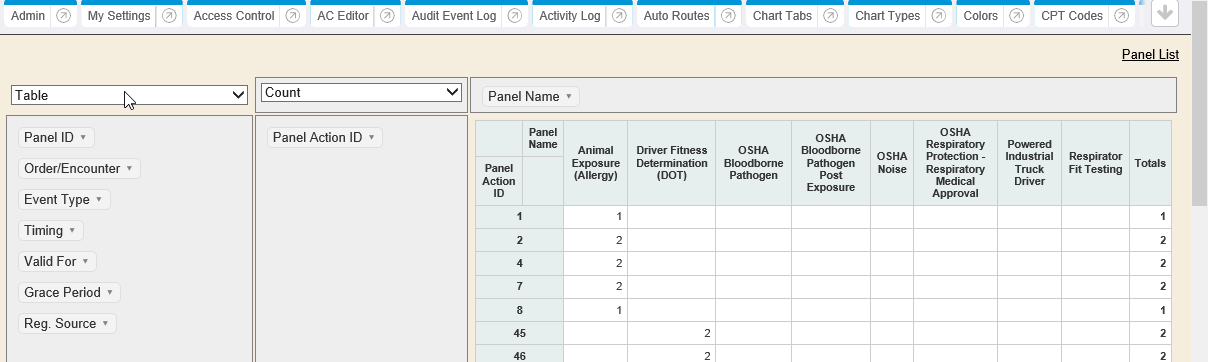 Admin My Settings Access Control AC Editor Audit Event Log Activity Log Auto Routes Chart Tabs Chart Types Colors CPT Codes
Panel List
Table Count Panel Name
Panel ID Panel Action ID
Order/Encounter
Event Type
Timing
Valid For
Grace Period
Reg. Source
Panel
Name
Panel
Action
ID
Animal
Exposure
(Allergy)
Driver Fitness
Determination
(DOT)
OSHA
Bloodborne
Pathogen
OSHA
Bloodborne
Pathogen
Post
Exposure
OSHA
Noise
OSHA
Respiratory
Protection -
Respiratory
Medical
Approval
Powered
Industrial
Truck
Driver
Respirator
Fit Testing
Totals
1 1 1
2 2 2
4 2 2
7 2 2
8 1 1
45 2 2
46 2 2